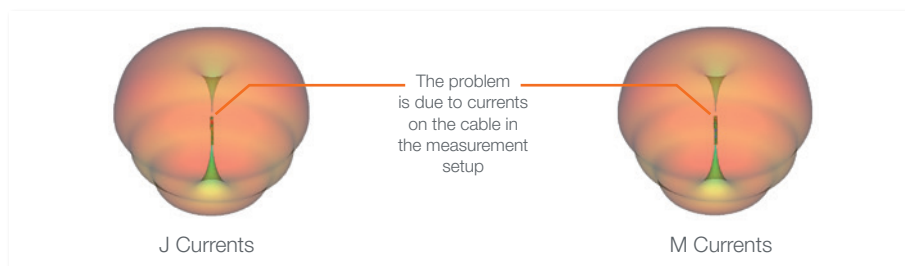 The problem
is due to currents
on the cable in
the measurement
setup
J Currents
M Currents